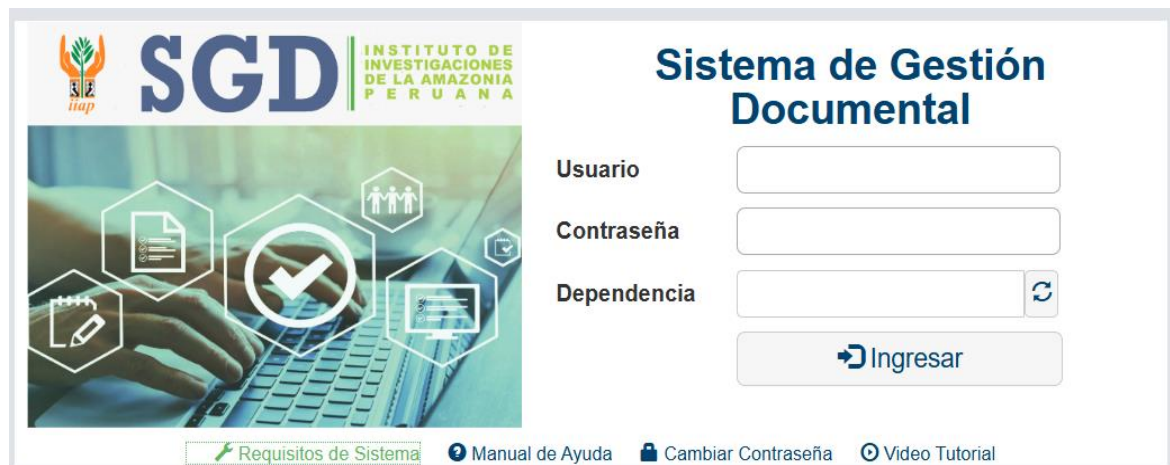 iiap
SGD
INSTITUTO DE
INVESTIGACIONES
DE LA AMAZONIA
PERUANA
Sistema de Gestión
Documental
Usuario
Contraseña
Dependencia
Ingresar
Requisitos de Sistema Manual de Ayuda Cambiar Contraseña Video Tutorial